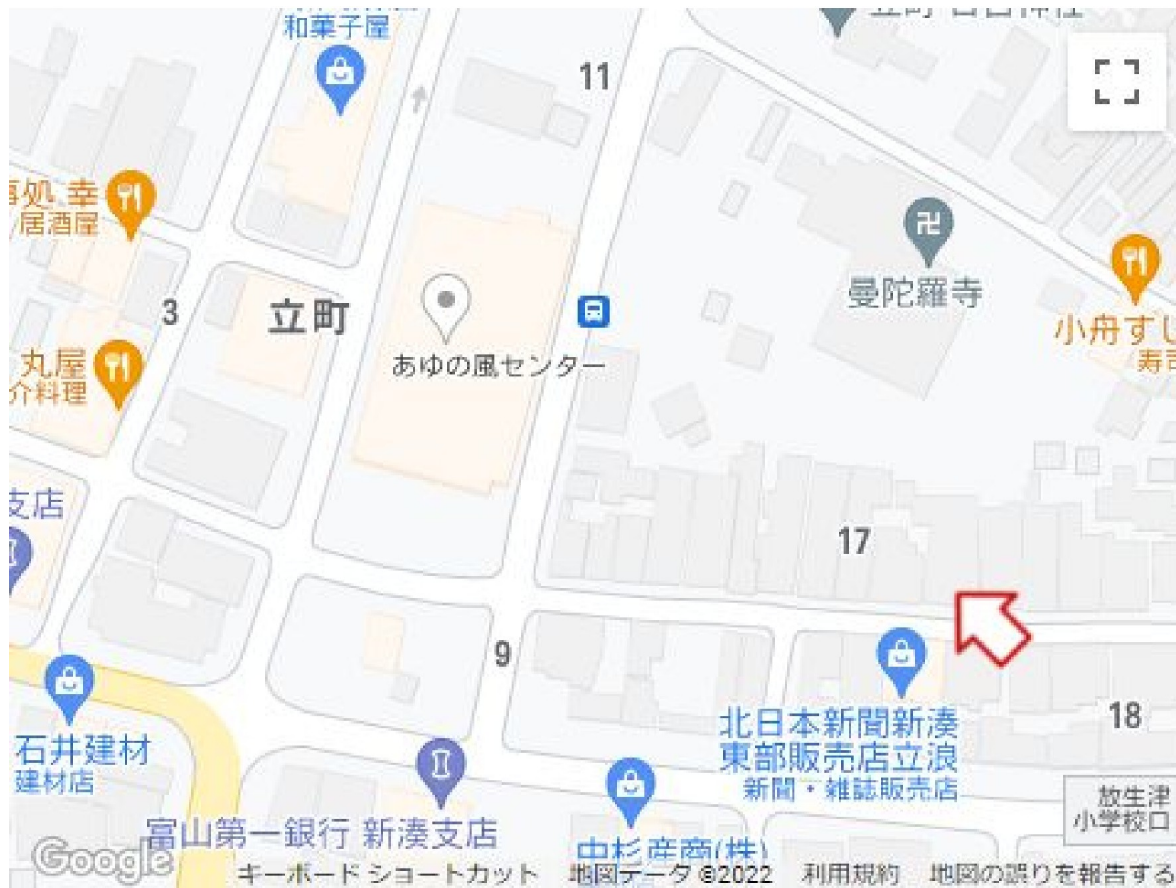 和菓子屋
11
幸
居酒屋
3
立町
丸屋
介料理
あゆの風センター
曼陀羅寺
小舟すし
寿司
支店
17
9
北日本新聞新湊
東部販売店立浪
新聞・雑誌販売店
18
石井建材
建材店
富山第一銀行 新湊支店
中杉産商(株)
放生津
小学校口
Google
キーボード ショートカット
地図データ ©2022
利用規約
地図の誤りを報告する